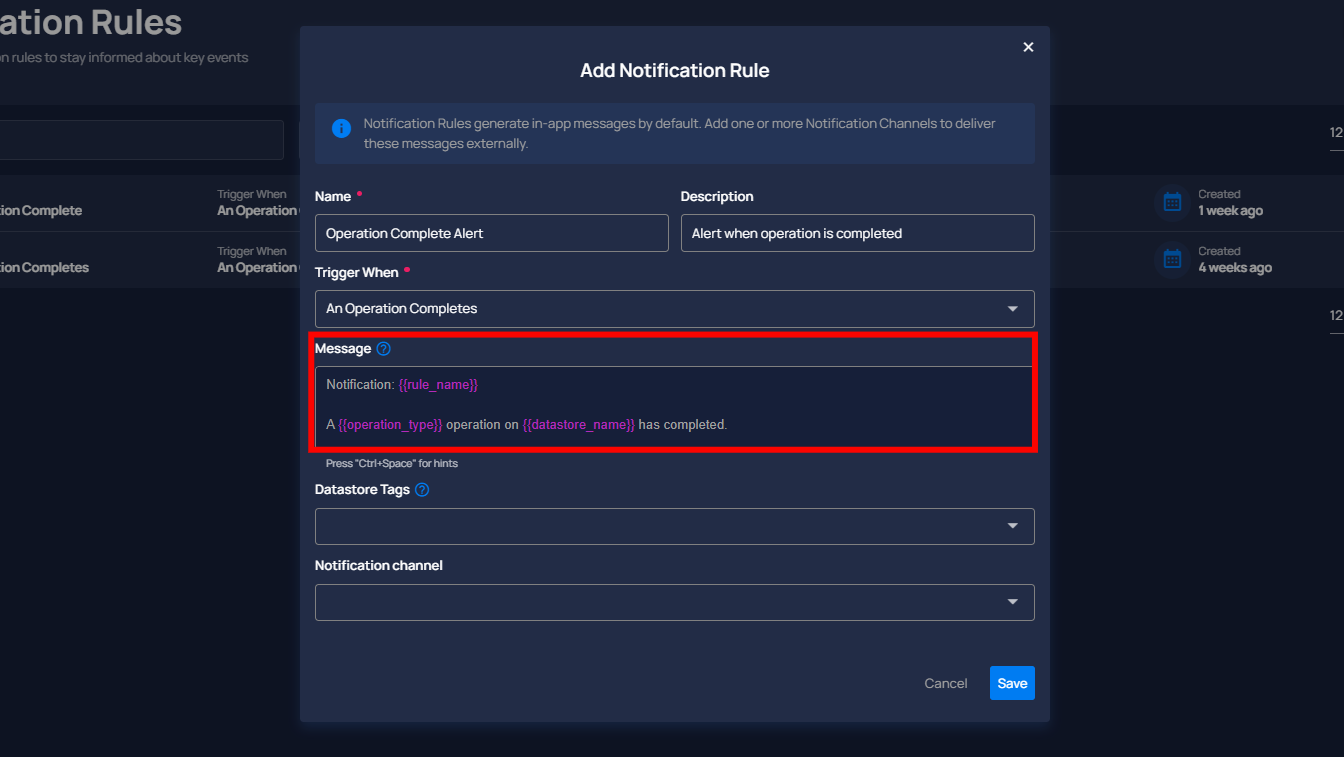 ation Rules
on rules to stay informed about key events
Add Notification Rule
Notification Rules generate in-app messages by default. Add one or more Notification Channels to deliver
these messages externally.
12
Trigger When
Created
ion Complete
An Operation
1 week ago
Trigger When
Created
ion Completes
An Operation
4 weeks ago
12
Name *
Description
Operation Complete Alert
Alert when operation is completed
Trigger When *
An Operation Completes
Message
Notification: {{rule_name}}
A {{operation_type}} operation on {{datastore_name}} has completed.
Press "Ctrl+Space" for hints
Datastore Tags
Notification channel
Cancel
Save